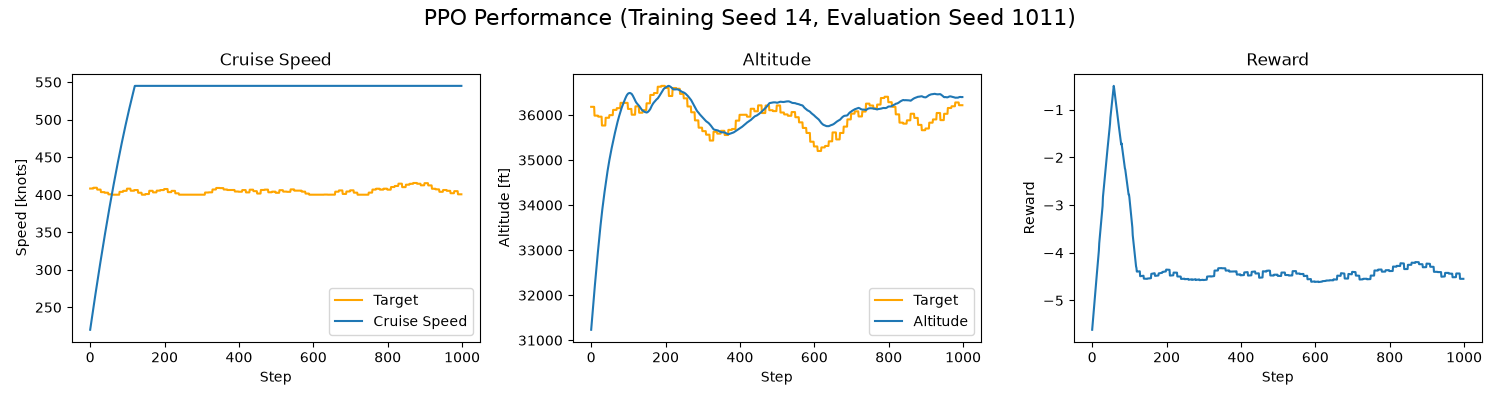 PPO Performance (Training Seed 14, Evaluation Seed 1011)
Cruise Speed
550
500
450
400
350
300
250
Speed [knots]
0 200 400 600 800 1000
Step
Target
Cruise Speed
Altitude
36000
35000
34000
33000
32000
31000
Altitude [ft]
0 200 400 600 800 1000
Step
Target
Altitude
Reward
−1
−2
−3
−4
−5
Reward
0 200 400 600 800 1000
Step